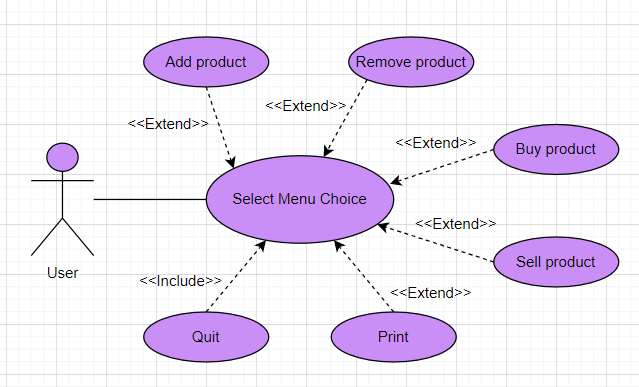 Add product
Remove product
<<Extend>>
<<Extend>>
<<Extend>>
Buy product
Select Menu Choice
<<Extend>>
Sell product
User
<<Include>>
<<Extend>>
Quit
Print